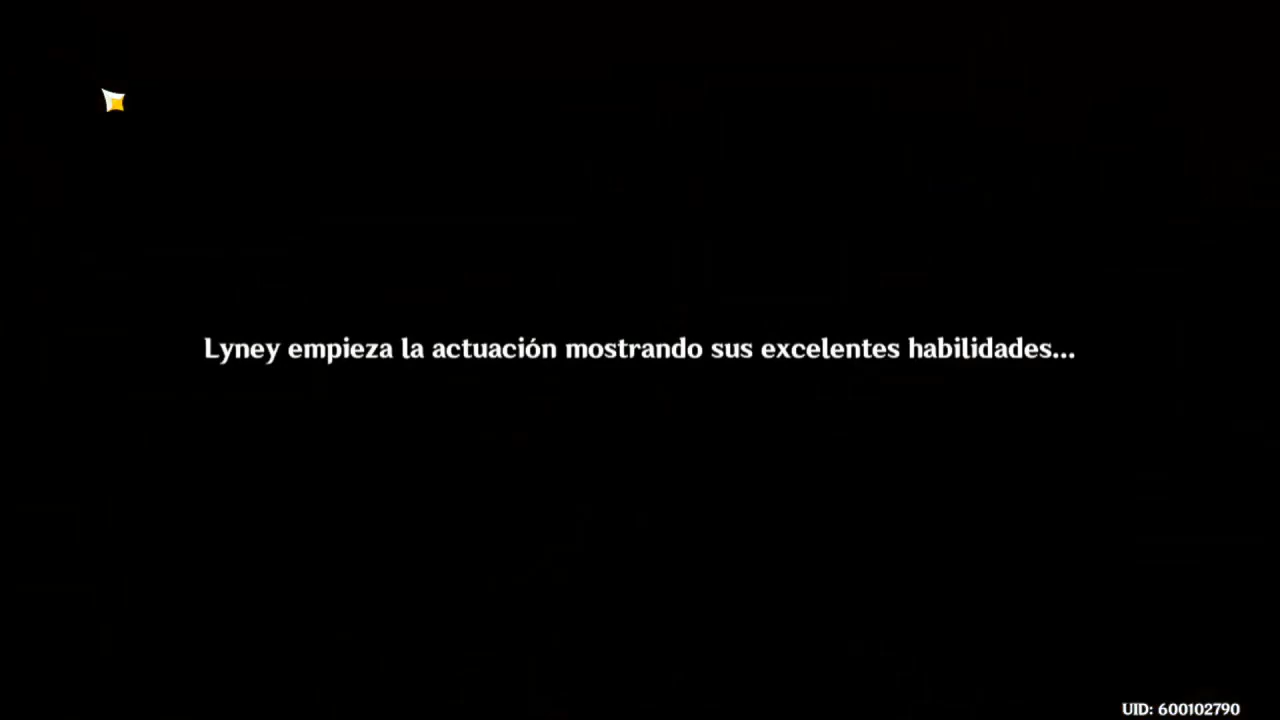 Lyney empieza la actuación mostrando sus excelentes habilidades...
UID: 600102790